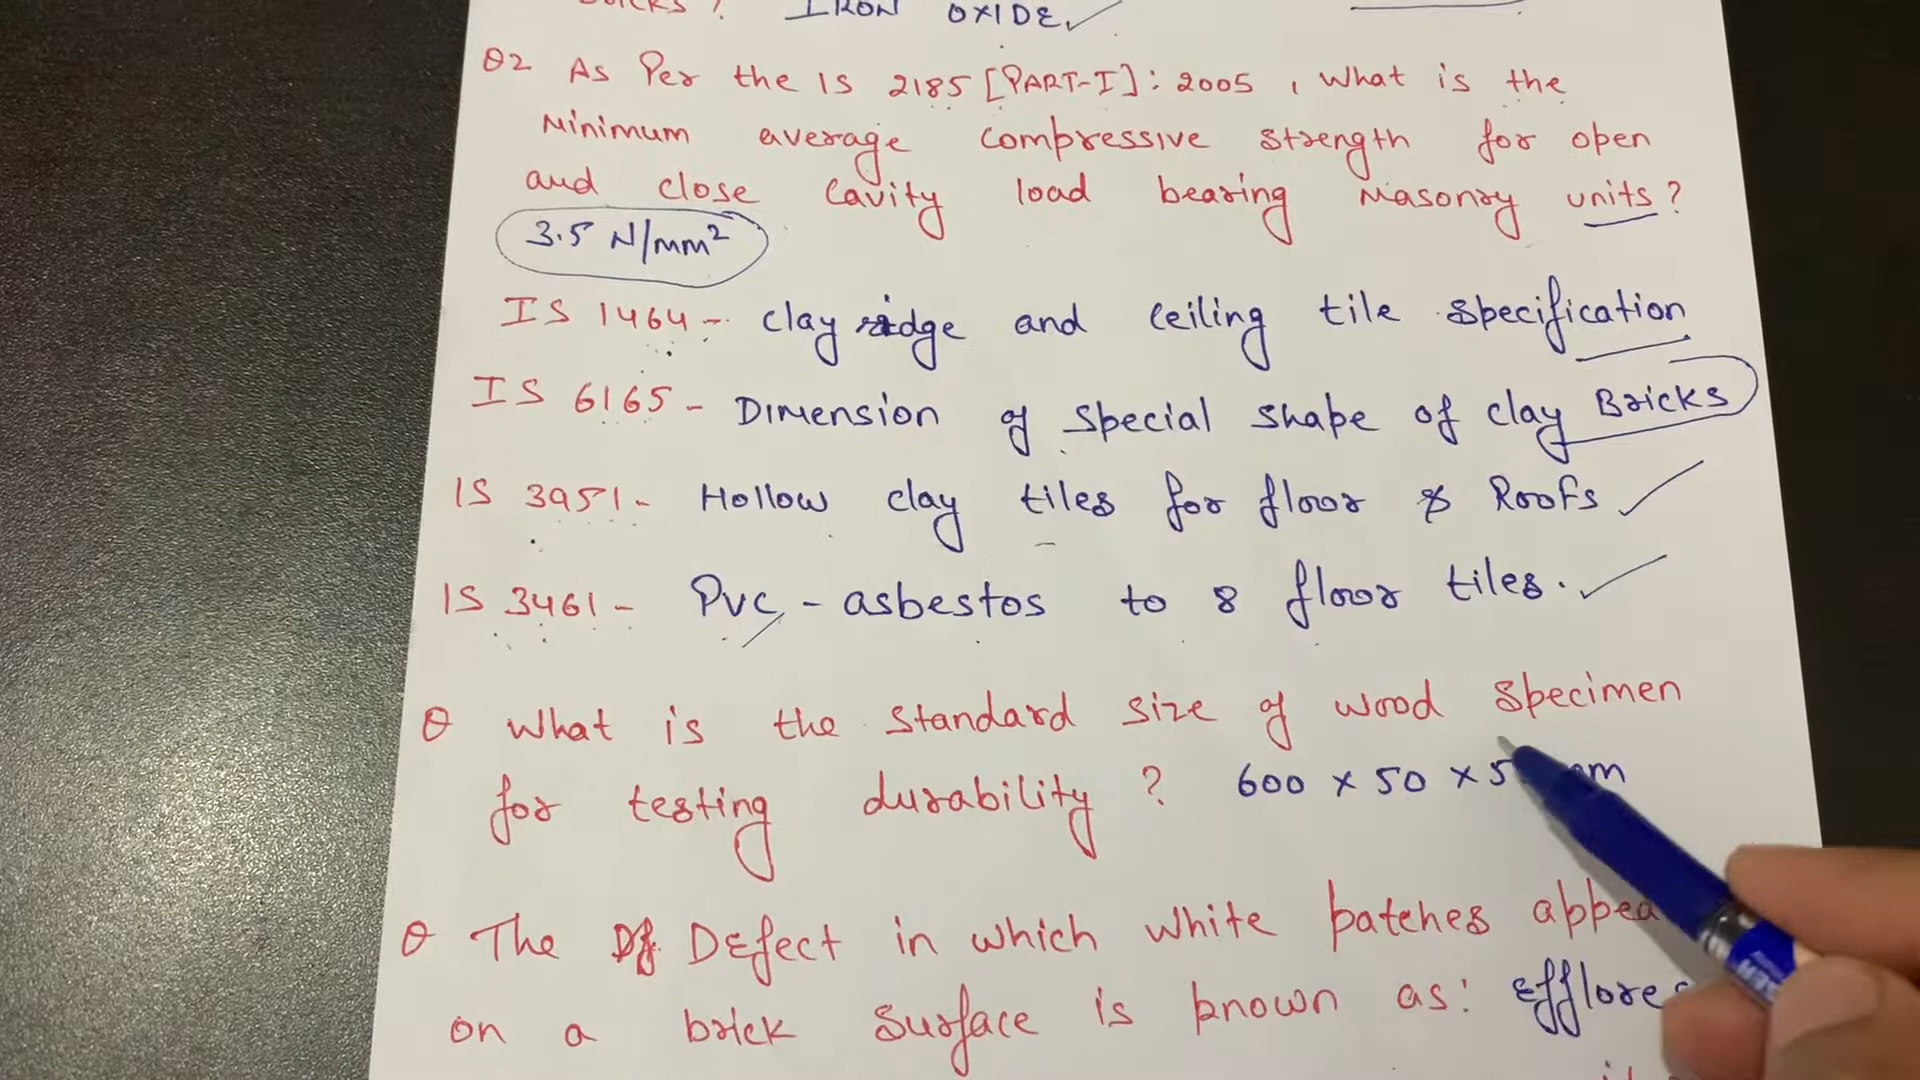 ? IRON OXIDE
Q2 As Per the IS 2185 [PART-I]: 2005 , What is the
Minimum average compressive strength for open
and close cavity load bearing Masonry units?
3.5 N/mm²
IS 1464 - clay ridge and ceiling tile specification
IS 6165 - Dimension of special shape of clay Bricks
IS 3951 - Hollow clay tiles for floor & Roofs
IS 3461 - PVC - asbestos to 8 floor tiles.
Q What is the standard size of wood specimen
for testing durability ? 600 x 50 x
Q The Defect in which white patches
on a brick surface is known as: